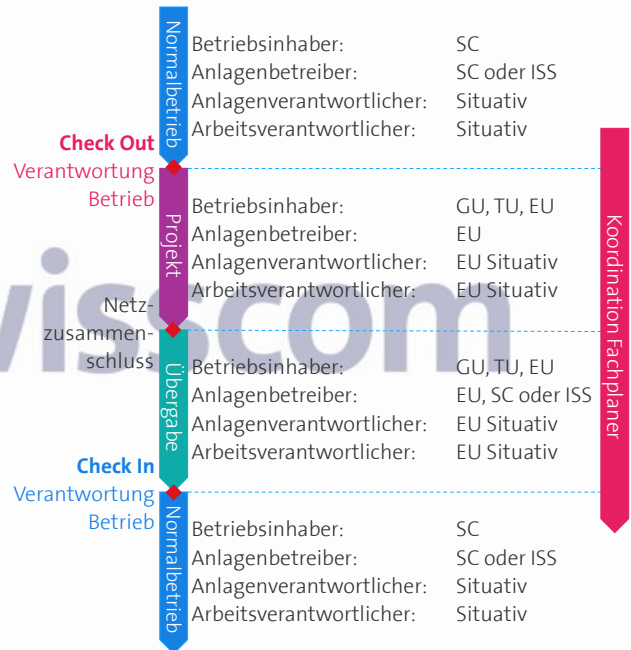 Normalbetrieb
Betriebsinhaber: SC
Anlagenbetreiber: SC oder ISS
Anlagenverantwortlicher: Situativ
Arbeitsverantwortlicher: Situativ
Check Out
Verantwortung
Betrieb
Projekt
Betriebsinhaber: GU, TU, EU
Anlagenbetreiber: EU
Anlagenverantwortlicher: EU Situativ
Arbeitsverantwortlicher: EU Situativ
Netz-
zusammen-
schluss
Übergabe
Betriebsinhaber: GU, TU, EU
Anlagenbetreiber: EU, SC oder ISS
Anlagenverantwortlicher: EU Situativ
Arbeitsverantwortlicher: EU Situativ
Check In
Verantwortung
Betrieb
Normalbetrieb
Betriebsinhaber: SC
Anlagenbetreiber: SC oder ISS
Anlagenverantwortlicher: Situativ
Arbeitsverantwortlicher: Situativ
Koordination Fachplaner
wisscom